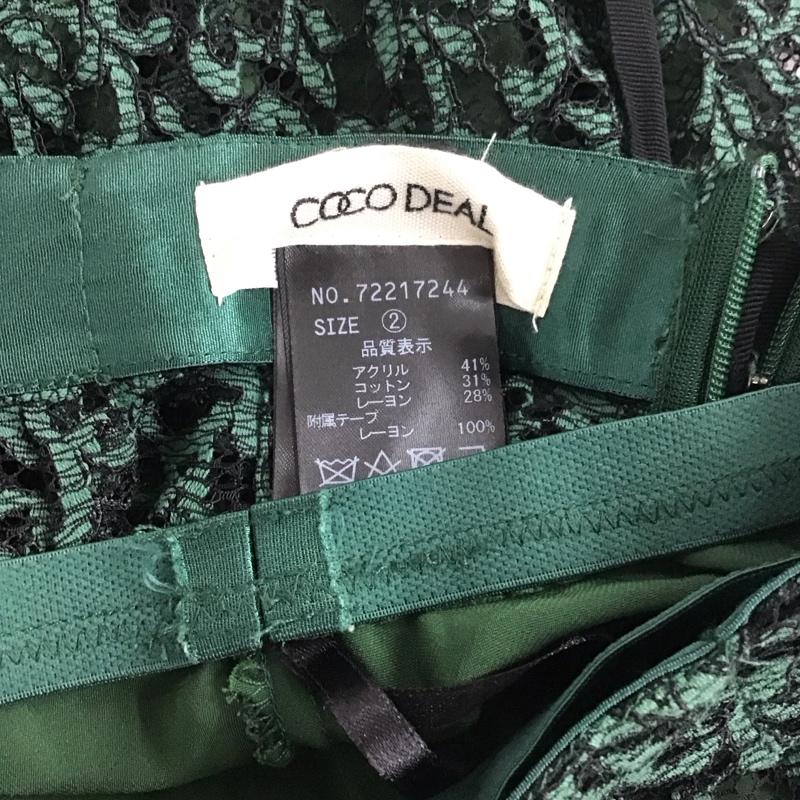 COCO DEAL
NO.72217244
SIZE ②
品質表示
アクリル 41%
コットン 31%
レーヨン 28%
附属テープ
レーヨン 100%